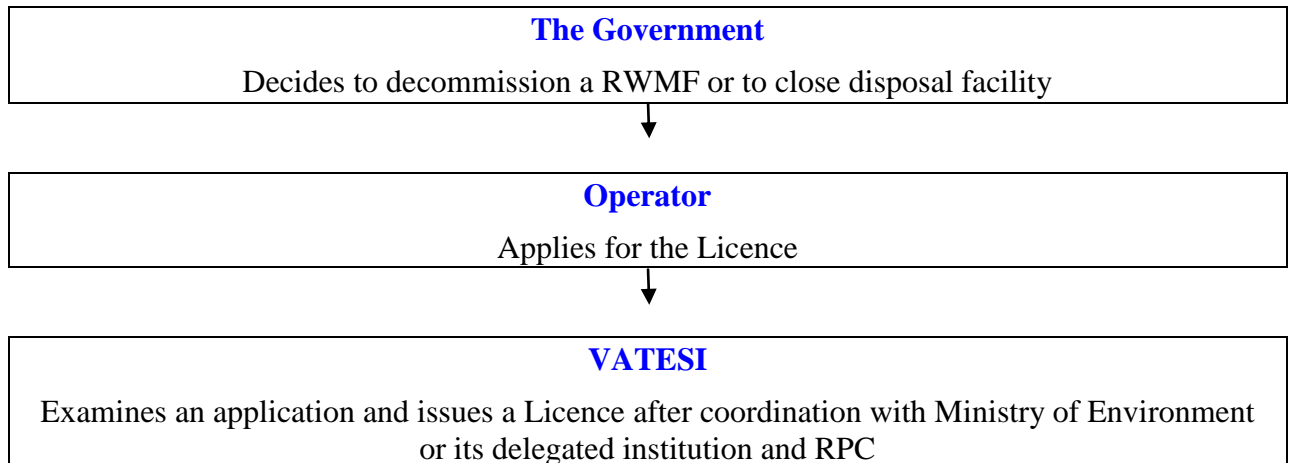 The Government
Decides to decommission a RWMF or to close disposal facility
Operator
Applies for the Licence
VATESI
Examines an application and issues a Licence after coordination with Ministry of Environment
or its delegated institution and RPC